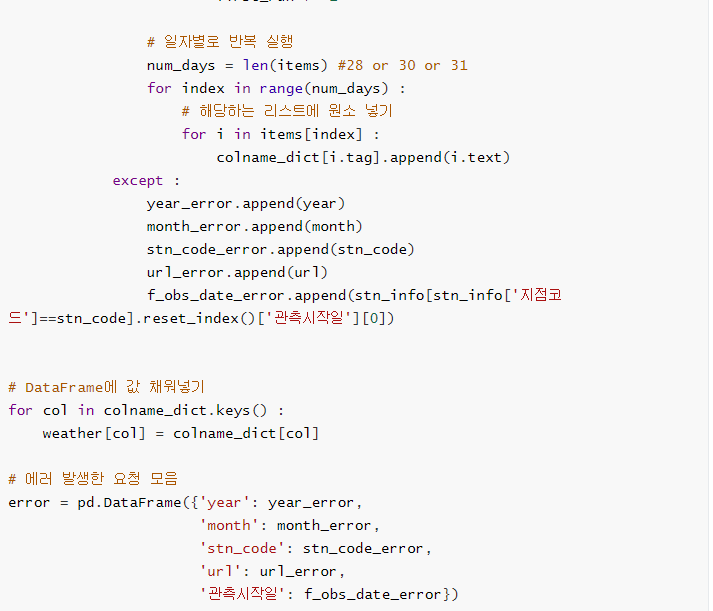 # 일자별로 반복 실행
num_days = len(items) #28 or 30 or 31
for index in range(num_days) :
# 해당하는 리스트에 원소 넣기
for i in items[index] :
colname_dict[i.tag].append(i.text)
except :
year_error.append(year)
month_error.append(month)
stn_code_error.append(stn_code)
url_error.append(url)
f_obs_date_error.append(stn_info[stn_info['지점코
드']==stn_code].reset_index()['관측시작일'][0])
# DataFrame에 값 채워넣기
for col in colname_dict.keys() :
weather[col] = colname_dict[col]
# 에러 발생한 요청 모음
error = pd.DataFrame({'year': year_error,
'month': month_error,
'stn_code': stn_code_error,
'url': url_error,
'관측시작일': f_obs_date_error})